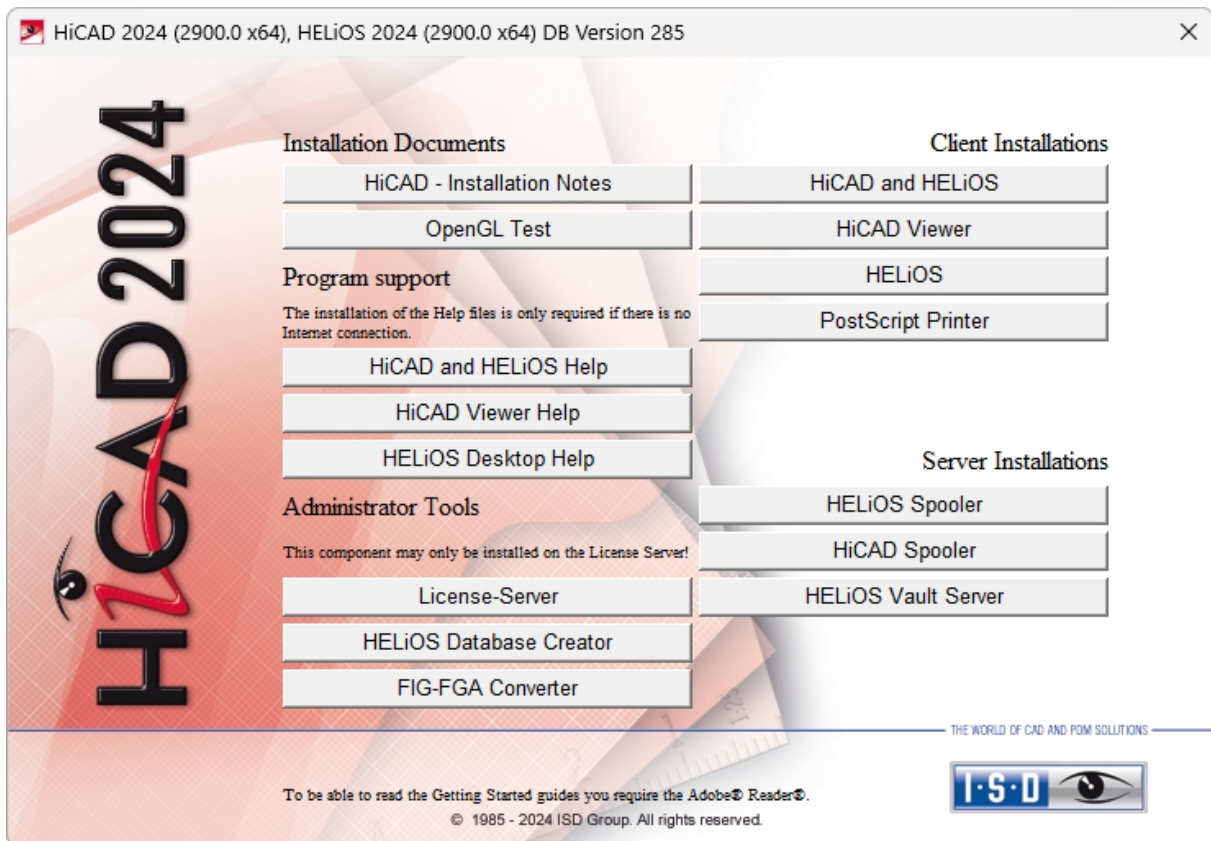 HiCAD 2024 (2900.0 x64), HELiOS 2024 (2900.0 x64) DB Version 285
HiCAD 2024
Installation Documents
HiCAD - Installation Notes
OpenGL Test
Program support
The installation of the Help files is only required if there is no
Internet connection.
HiCAD and HELiOS Help
HiCAD Viewer Help
HELiOS Desktop Help
Administrator Tools
This component may only be installed on the License Server!
License-Server
HELiOS Database Creator
FIG-FGA Converter
Client Installations
HiCAD and HELiOS
HiCAD Viewer
HELiOS
PostScript Printer
Server Installations
HELiOS Spooler
HiCAD Spooler
HELiOS Vault Server
THE WORLD OF CAD AND PDM SOLUTIONS
I·S·D
To be able to read the Getting Started guides you require the Adobe® Reader®.
© 1985 - 2024 ISD Group. All rights reserved.